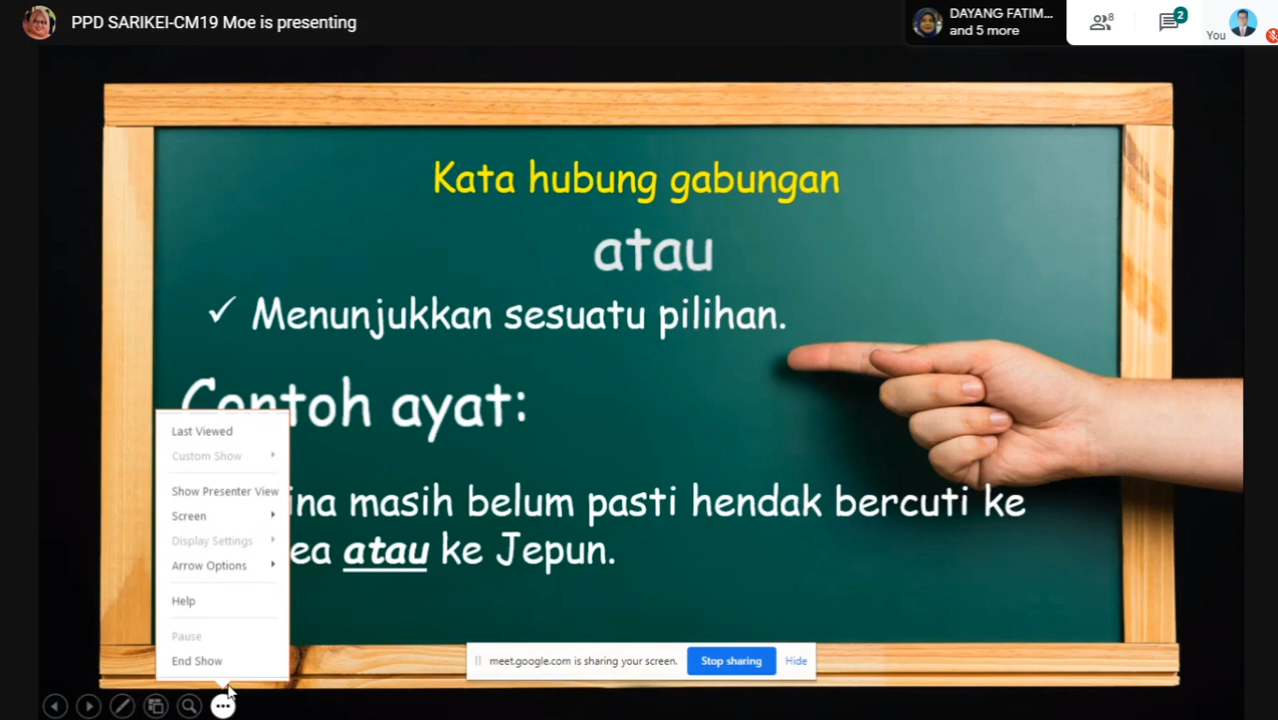 PPD SARIKEI-CM19 Moe is presenting
DAYANG FATIM...
and 5 more
8
2
You
Kata hubung gabungan
atau
✓ Menunjukkan sesuatu pilihan.
Contoh ayat:
masih belum pasti hendak bercuti ke
atau ke Jepun.
Last Viewed
Custom Show
Show Presenter View
Screen
Display Settings
Arrow Options
Help
Pause
End Show
meet.google.com is sharing your screen.
Stop sharing
Hide